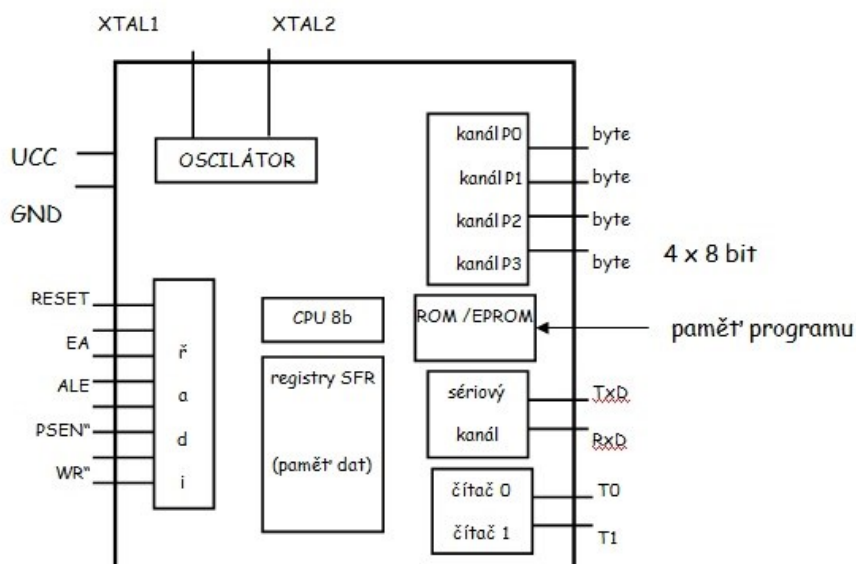 XTAL1
XTAL2
UCC
GND
OSCILÁTOR
kanál P0
kanál P1
kanál P2
kanál P3
byte
byte
byte
byte
4 x 8 bit
RESET
EA
ALE
PSEN"
WR"
ř
a
d
i
CPU 8b
registry SFR
(paměť dat)
ROM /EPROM
paměť programu
sériový
kanál
TxD
RxD
čítač 0
čítač 1
T0
T1